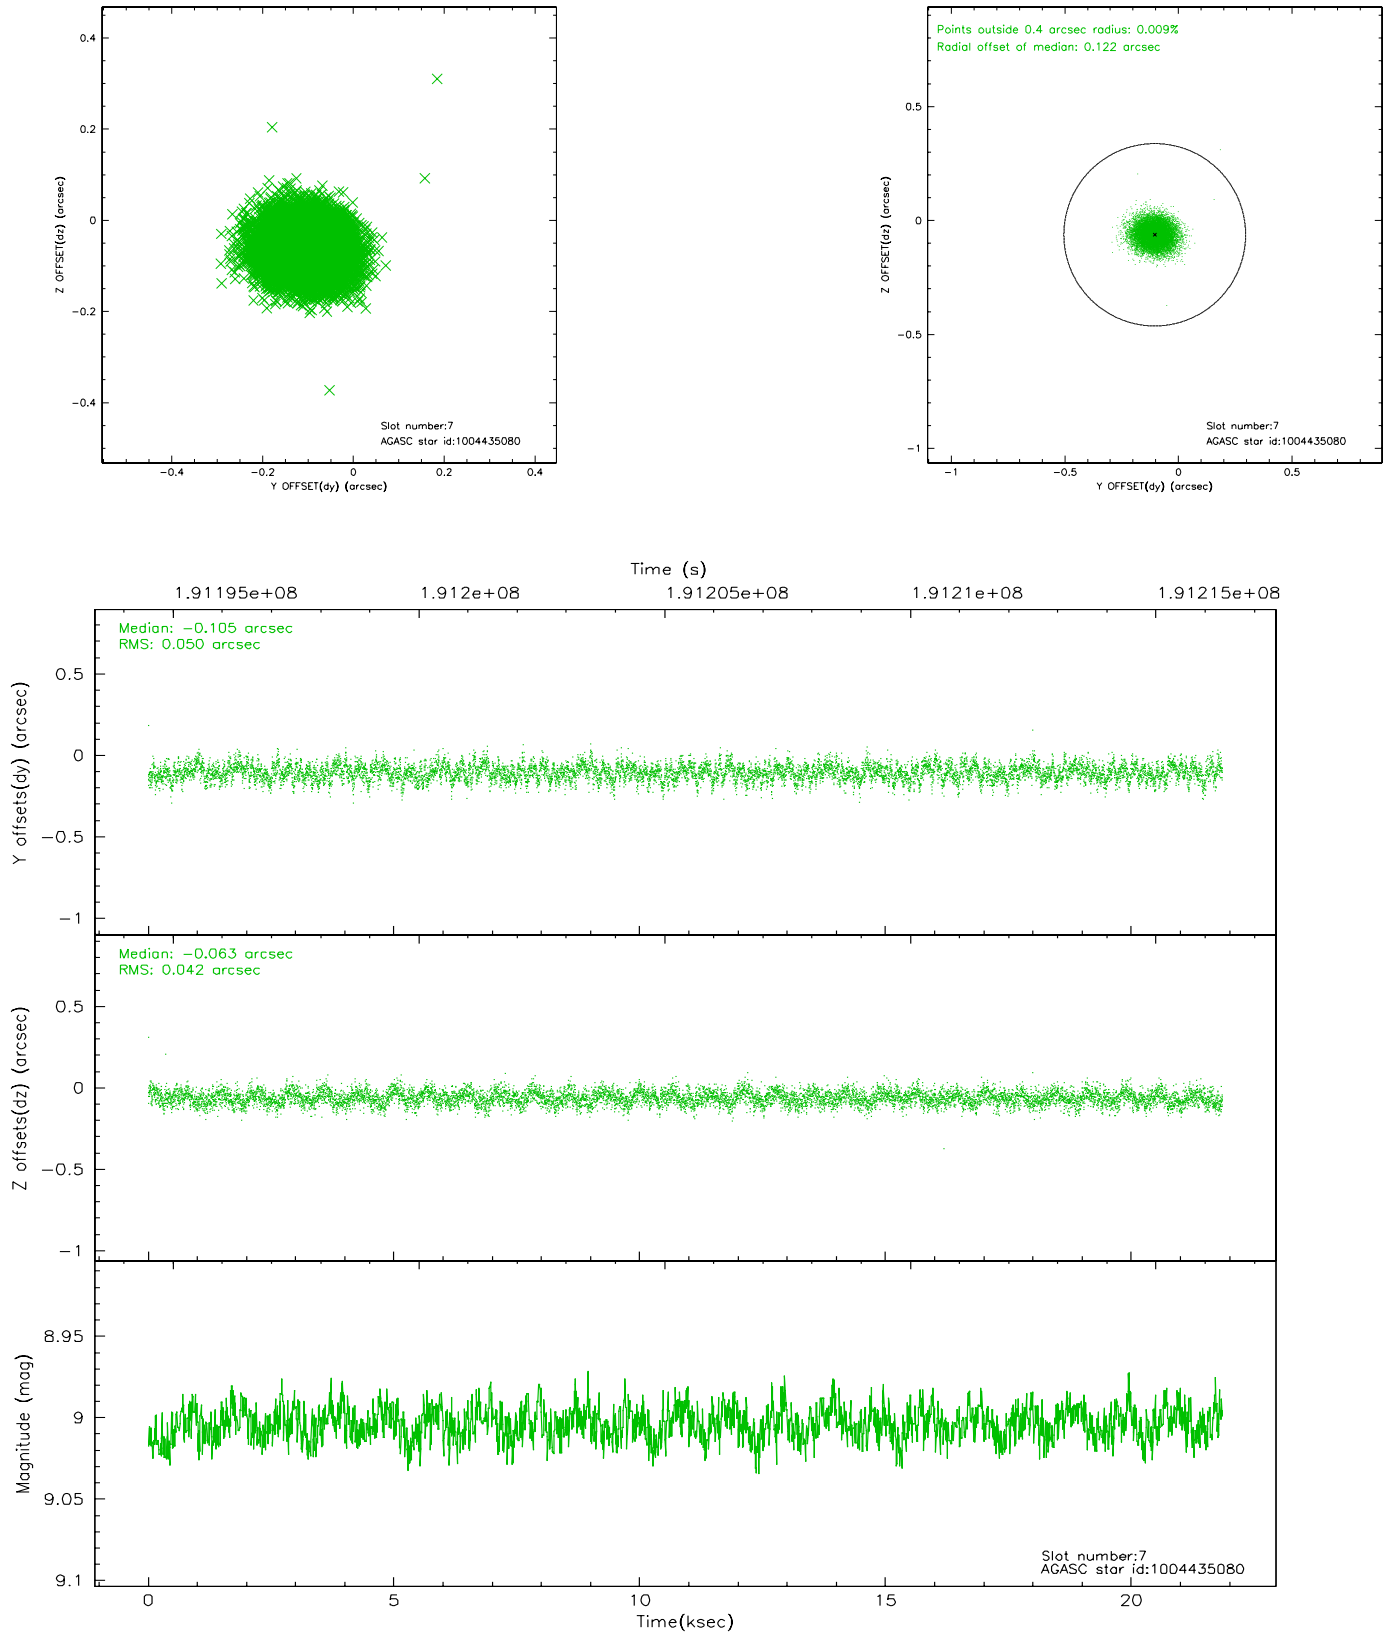 0.4
0.2
0
-0.2
-0.4
Z OFFSET(dz) (arcsec)
-0.4 -0.2 0 0.2 0.4
Y OFFSET(dy) (arcsec)
Slot number:7
AGASC star id:1004435080
Points outside 0.4 arcsec radius: 0.009%
Radial offset of median: 0.122 arcsec
0.5
0
-0.5
-1
Z OFFSET(dz) (arcsec)
-1 -0.5 0 0.5
Y OFFSET(dy) (arcsec)
Slot number:7
AGASC star id:1004435080
Time (s)
1.91195e+08 1.912e+08 1.91205e+08 1.9121e+08 1.91215e+08
Median: -0.105 arcsec
RMS: 0.050 arcsec
0.5
0
-0.5
-1
Y offsets(dy) (arcsec)
Median: -0.063 arcsec
RMS: 0.042 arcsec
0.5
0
-0.5
-1
Z offsets(dz) (arcsec)
8.95
9
9.05
9.1
Magnitude (mag)
Slot number:7
AGASC star id:1004435080
0 5 10 15 20
Time(ksec)